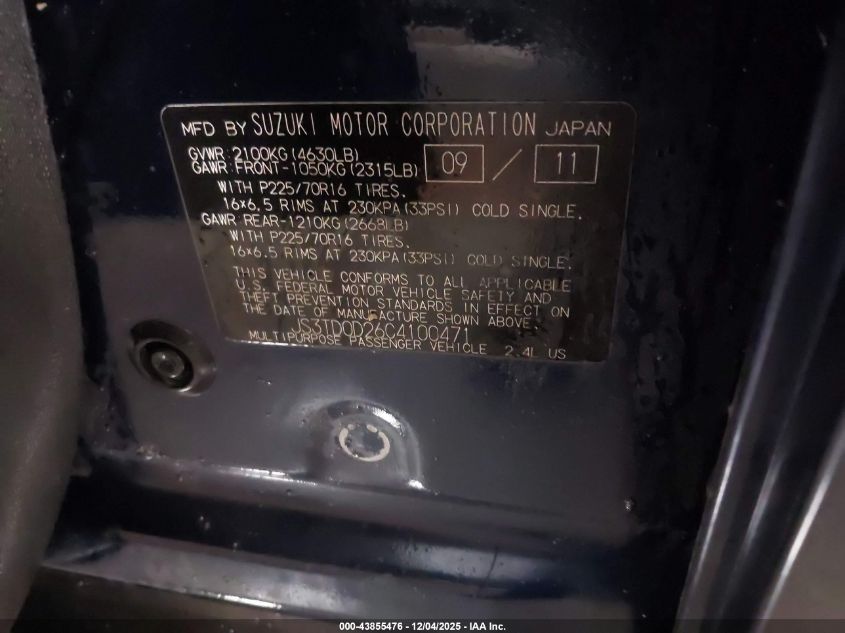 MFD BY SUZUKI MOTOR CORPORATION JAPAN
GVWR: 2100KG (4630LB)
GAWR: FRONT-1050KG (2315LB)
09 / 11
WITH P225/70R16 TIRES.
16x6.5 RIMS AT 230KPA (33PSI) COLD SINGLE.
GAWR: REAR-1210KG (2668LB)
WITH P225/70R16 TIRES.
16x6.5 RIMS AT 230KPA (33PSI) COLD SINGLE.
THIS VEHICLE CONFORMS TO ALL APPLICABLE
U.S. FEDERAL MOTOR VEHICLE SAFETY AND
THEFT PREVENTION STANDARDS IN EFFECT ON
THE DATE OF MANUFACTURE SHOWN ABOVE.
JS3TD0D26C4100471
MULTIPURPOSE PASSENGER VEHICLE 2.4L US
000-43855476 - 12/04/2025 - IAA Inc.